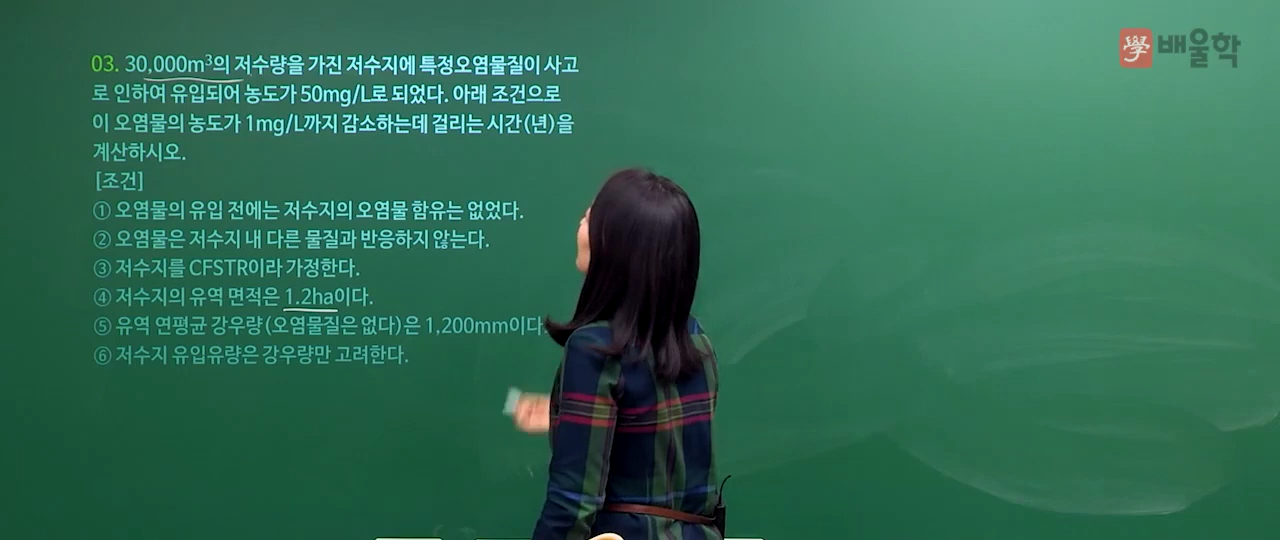 學 배울학
03. 30,000m³의 저수량을 가진 저수지에 특정오염물질이 사고
로 인하여 유입되어 농도가 50mg/L로 되었다. 아래 조건으로
이 오염물의 농도가 1mg/L까지 감소하는데 걸리는 시간(년)을
계산하시오.
[조건]
① 오염물의 유입 전에는 저수지의 오염물 함유는 없었다.
② 오염물은 저수지 내 다른 물질과 반응하지 않는다.
③ 저수지를 CFSTR이라 가정한다.
④ 저수지의 유역 면적은 1.2ha이다.
⑤ 유역 연평균 강우량(오염물질은 없다)은 1,200mm이다.
⑥ 저수지 유입유량은 강우량만 고려한다.